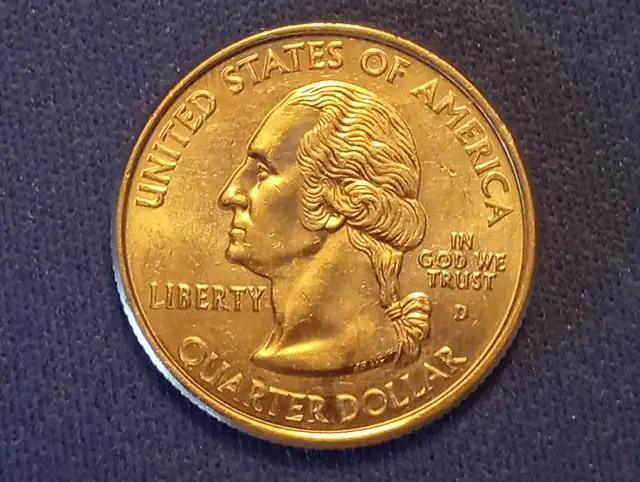 UNITED STATES OF AMERICA
LIBERTY
IN
GOD WE
TRUST
D
QUARTER DOLLAR